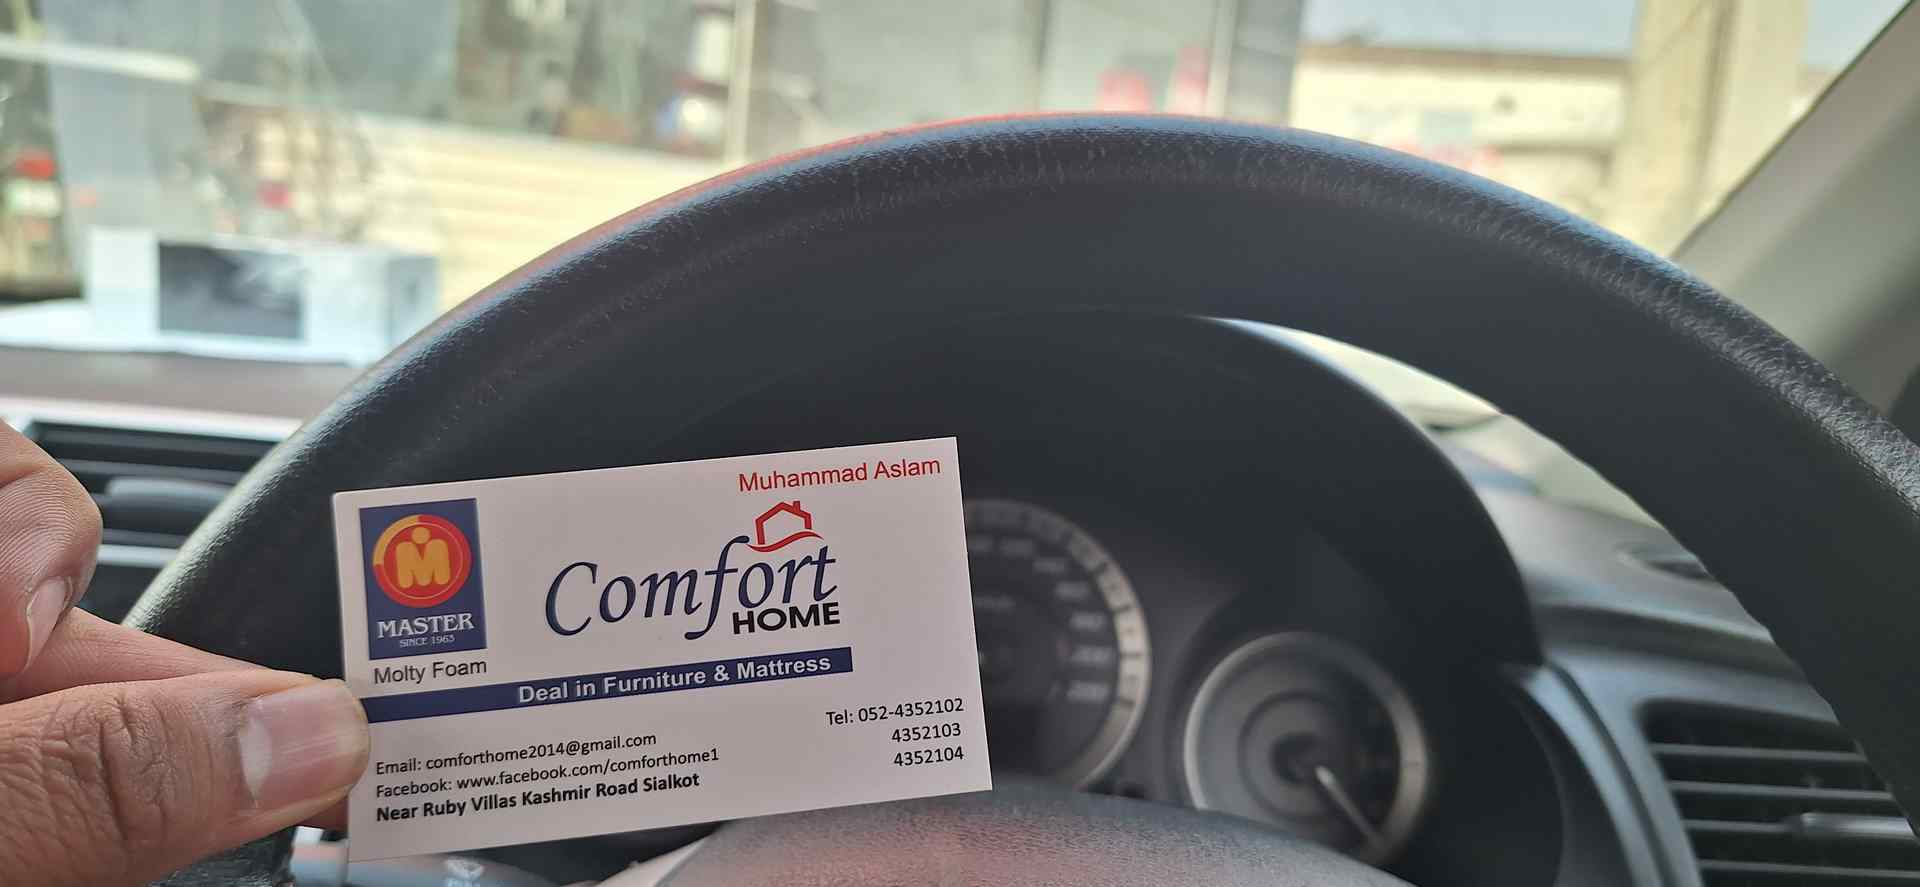 Muhammad Aslam
M
MASTER
SINCE 1963
Molty Foam
Comfort
HOME
Deal in Furniture & Mattress
Tel: 052-4352102
4352103
4352104
Email: comforthome2014@gmail.com
Facebook: www.facebook.com/comforthome1
Near Ruby Villas Kashmir Road Sialkot